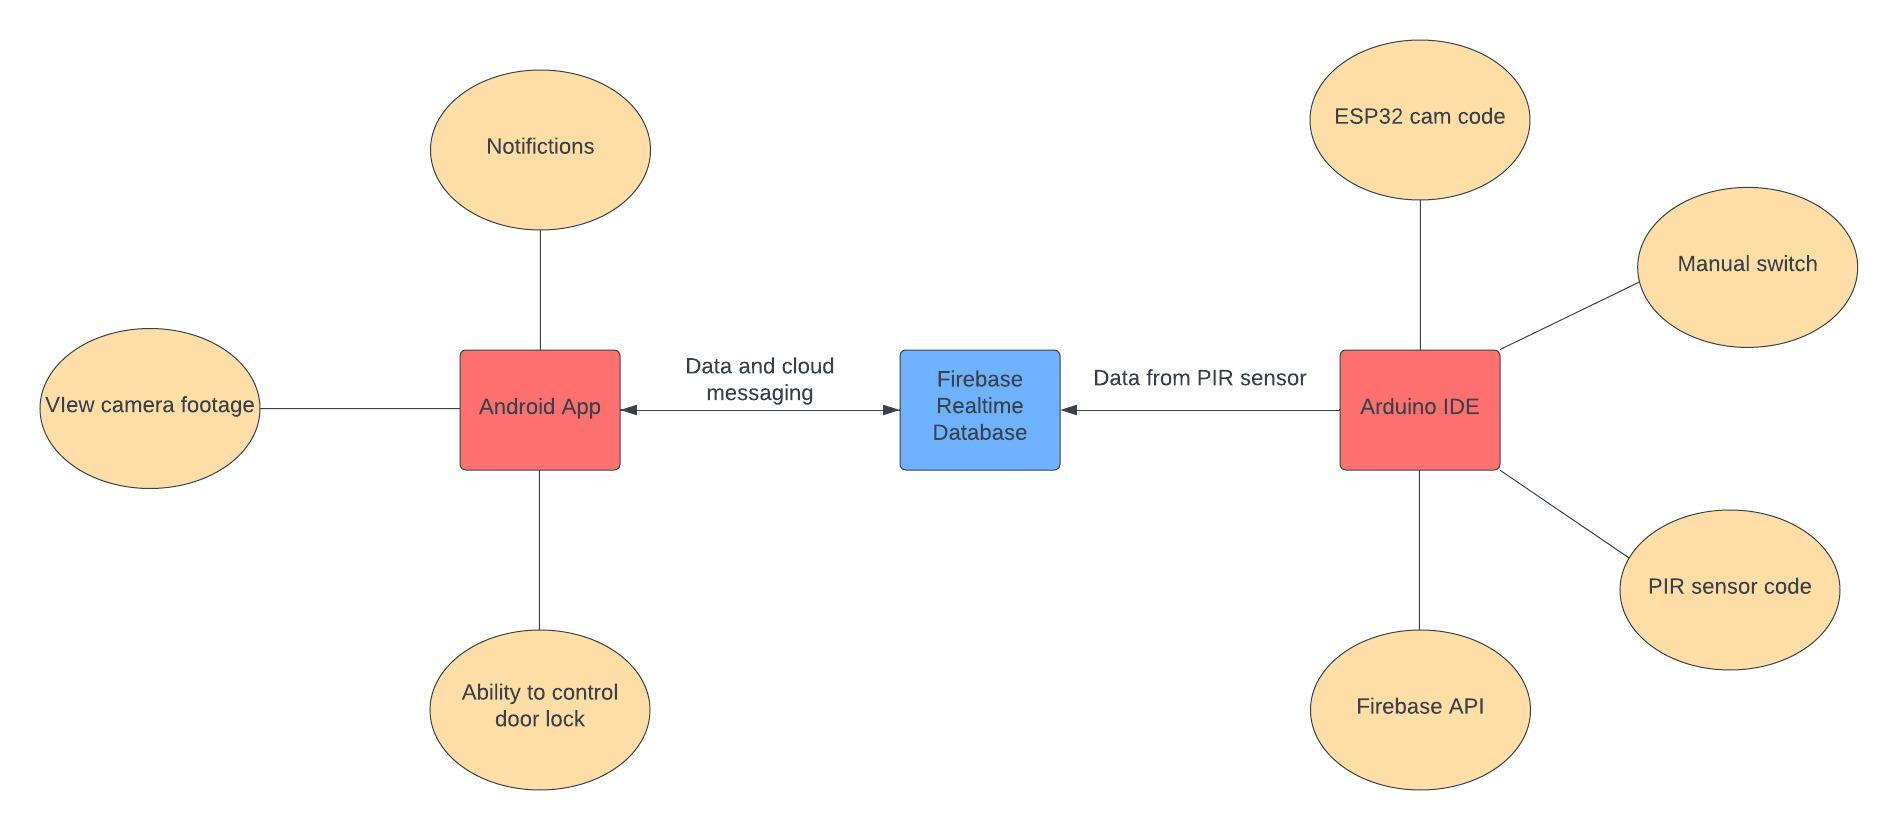 ESP32 cam code
Notifictions
Manual switch
Data and cloud
messaging
Data from PIR sensor
Firebase
Realtime
Database
VIew camera footage
Android App
Arduino IDE
PIR sensor code
Ability to control
door lock
Firebase API